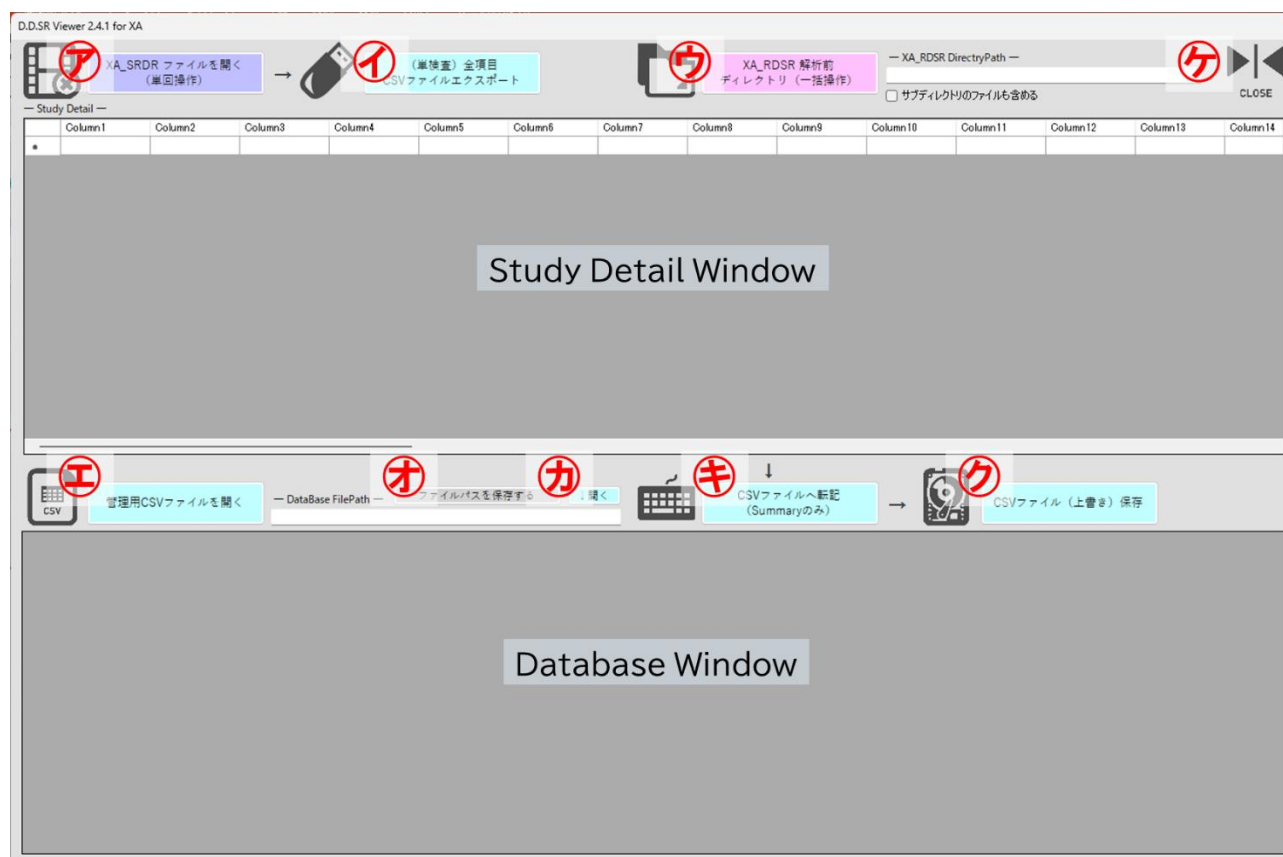 D.D.SR Viewer 2.4.1 for XA
㋐
XA_SRDR ファイルを開く
(単回操作)
→
㋑
(単検査) 全項目
CSVファイルエクスポート
㋒
XA_RDSR 解析前
ディレクトリ (一括操作)
— XA_RDSR DirectryPath —
サブディレクトリのファイルも含める
㋘
CLOSE
— Study Detail —
Column1 Column2 Column3 Column4 Column5 Column6 Column7 Column8 Column9 Column10 Column11 Column12 Column13 Column14
Study Detail Window
㋓
CSV
管理用CSVファイルを開く
— DataBase FilePath —
㋔
ファイルパスを保存する
㋕
開く
㋖
↓
CSVファイルへ転記
(Summaryのみ)
→
㋗
CSVファイル (上書き) 保存
Database Window